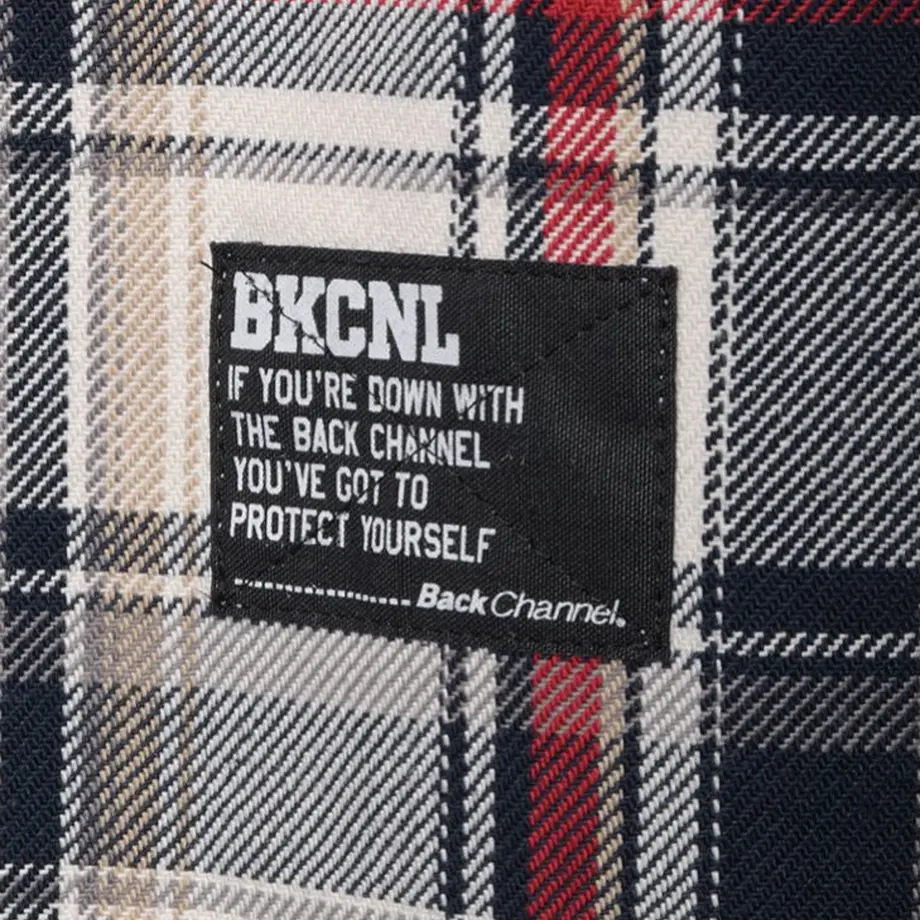 BKCNL
IF YOU'RE DOWN WITH
THE BACK CHANNEL
YOU'VE GOT TO
PROTECT YOURSELF
................ Back Channel.